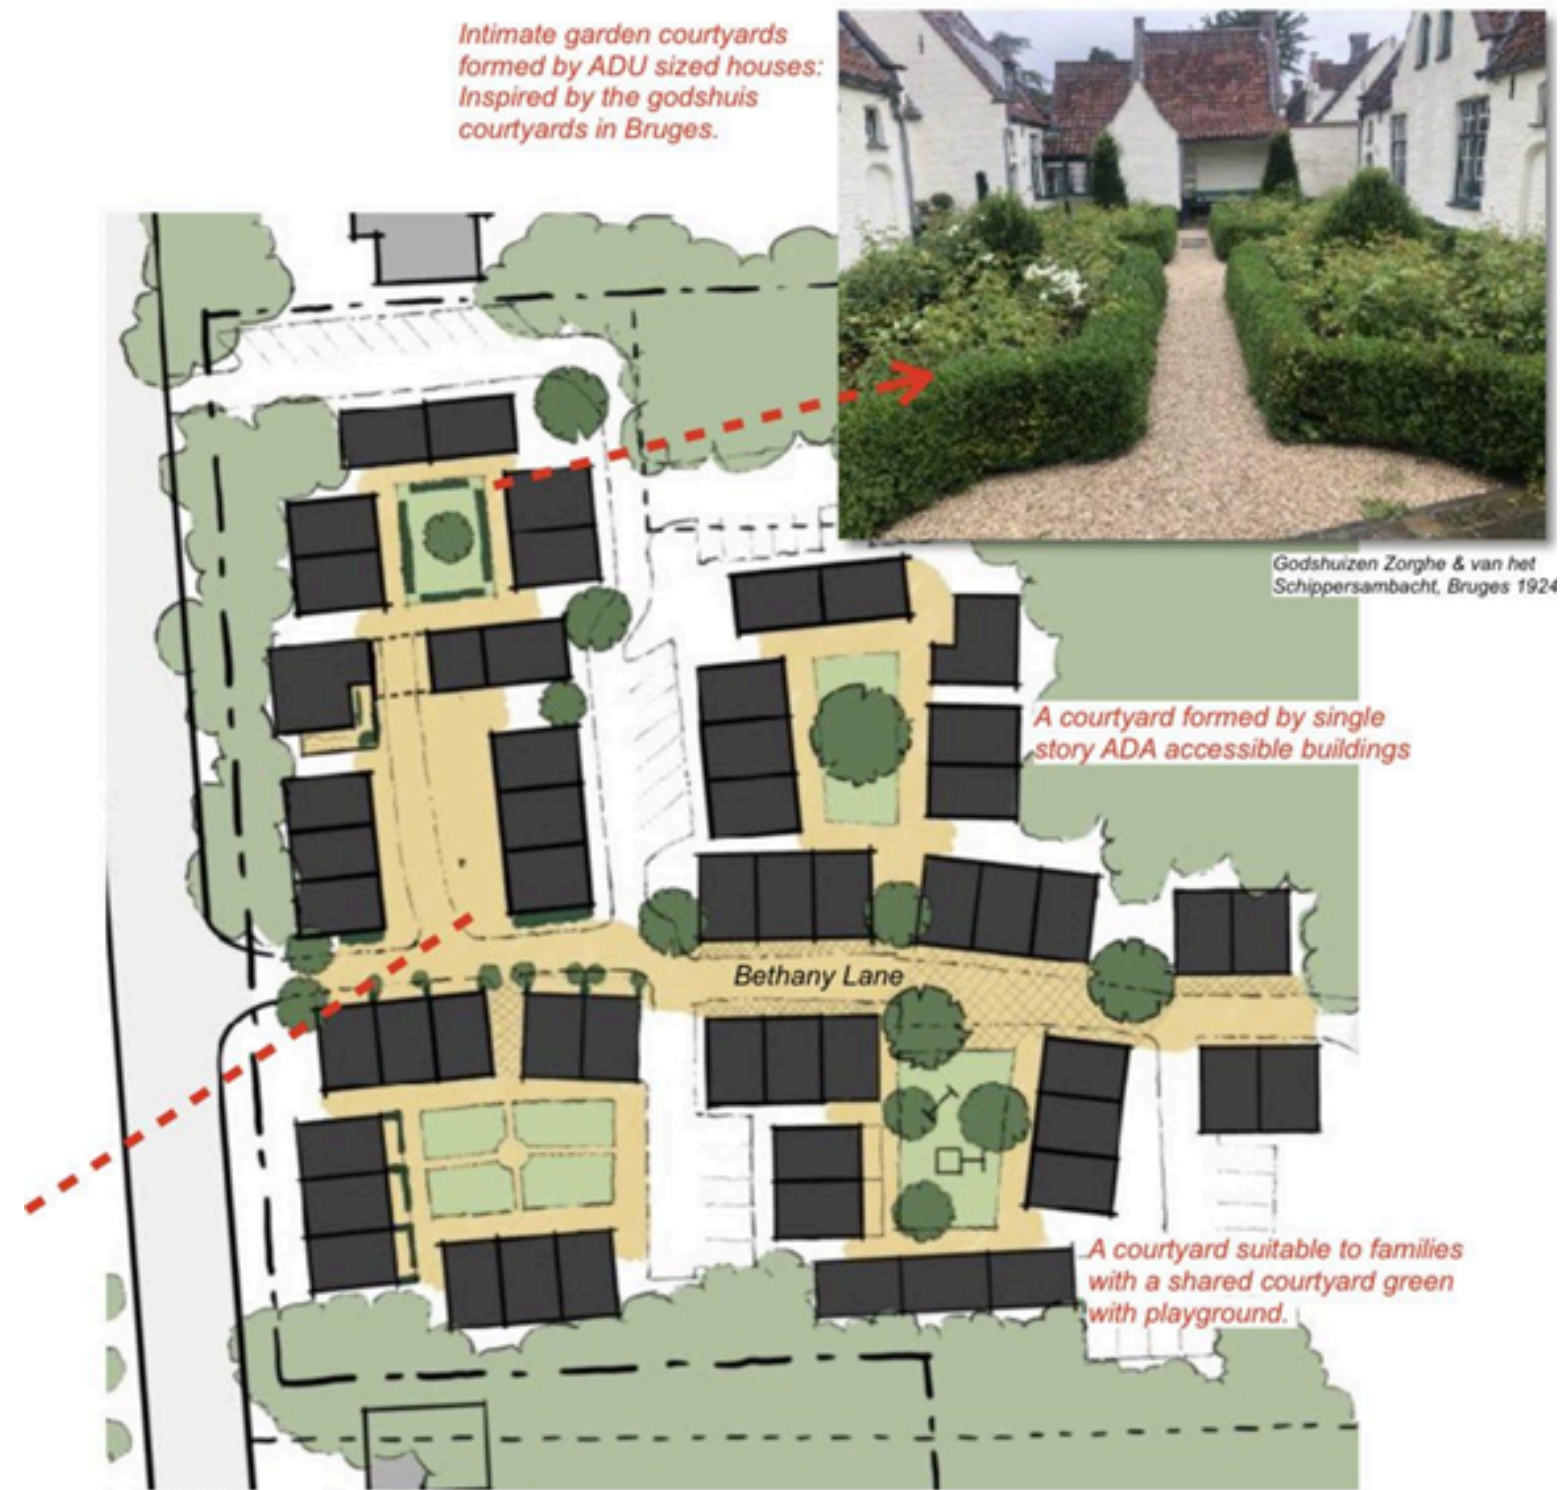 Intimate garden courtyards
formed by ADU sized houses:
Inspired by the godshuis
courtyards in Bruges.
Godshuizen Zorghe & van het
Schippersambacht, Bruges 1924
A courtyard formed by single
story ADA accessible buildings
Bethany Lane
A courtyard suitable to families
with a shared courtyard green
with playground.